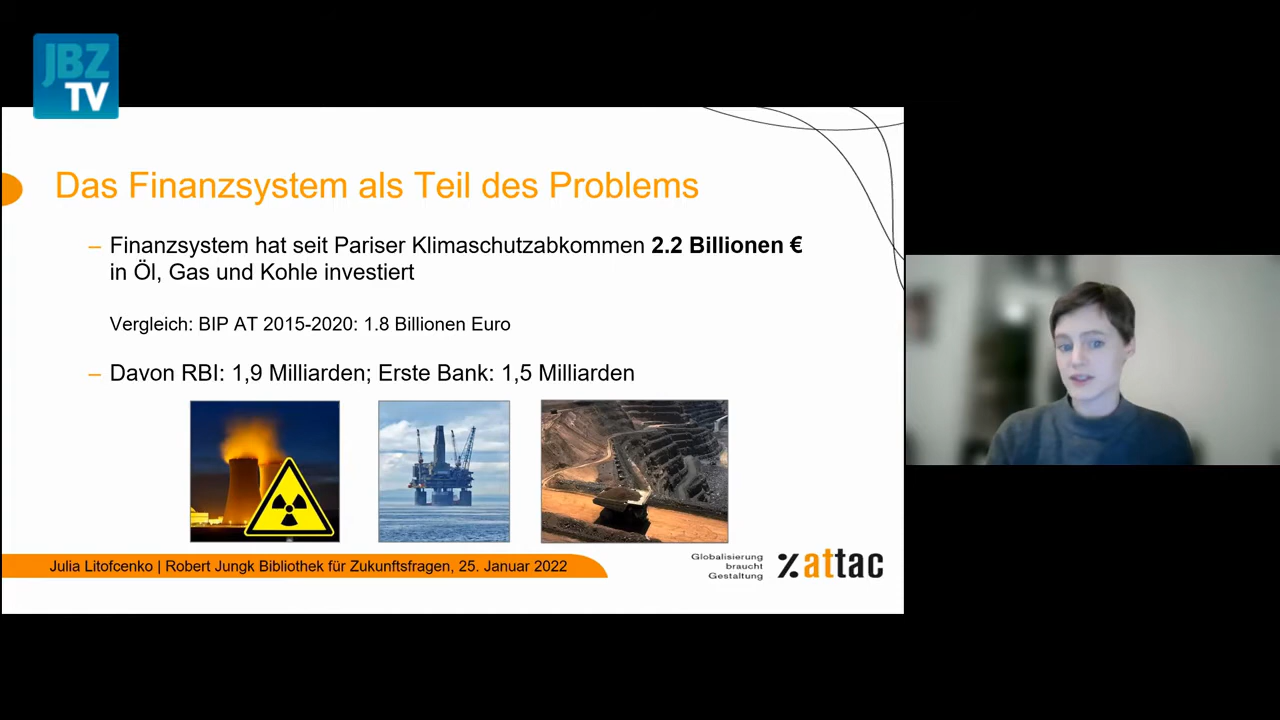 JBZ
TV
Das Finanzsystem als Teil des Problems
– Finanzsystem hat seit Pariser Klimaschutzabkommen 2.2 Billionen €
in Öl, Gas und Kohle investiert
Vergleich: BIP AT 2015-2020: 1.8 Billionen Euro
– Davon RBI: 1,9 Milliarden; Erste Bank: 1,5 Milliarden
Julia Litofcenko | Robert Jungk Bibliothek für Zukunftsfragen, 25. Januar 2022
Globalisierung
braucht
Gestaltung
attac